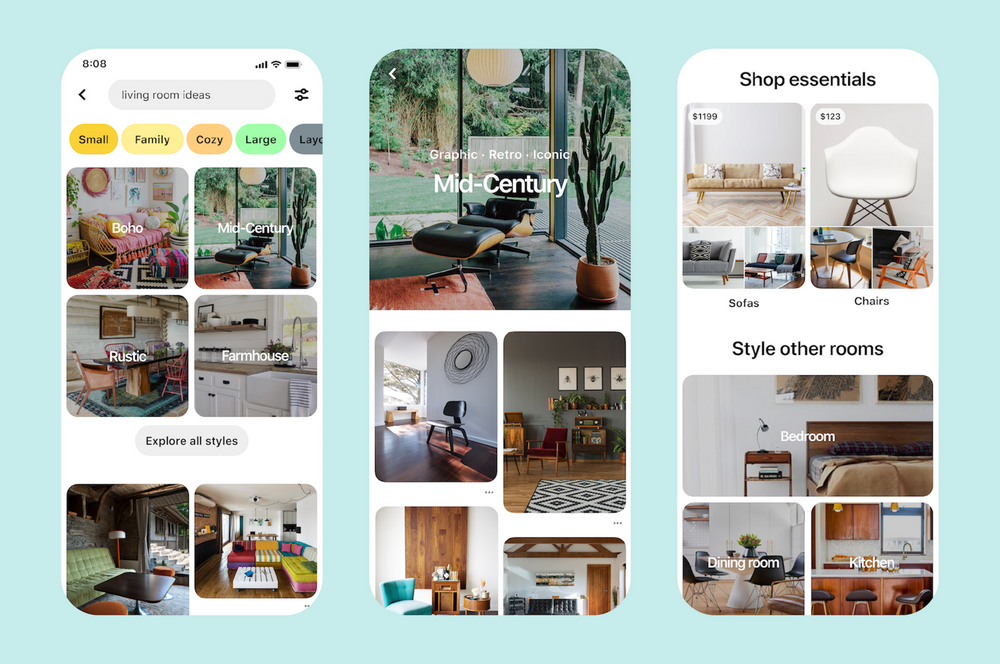 8:08
living room ideas
Small
Family
Cozy
Large
Layo
Boho
Mid-Century
Rustic
Farmhouse
Explore all styles
Graphic · Retro · Iconic
Mid-Century
Shop essentials
$1199
$123
Sofas
Chairs
Style other rooms
Bedroom
Dining room
Kitchen